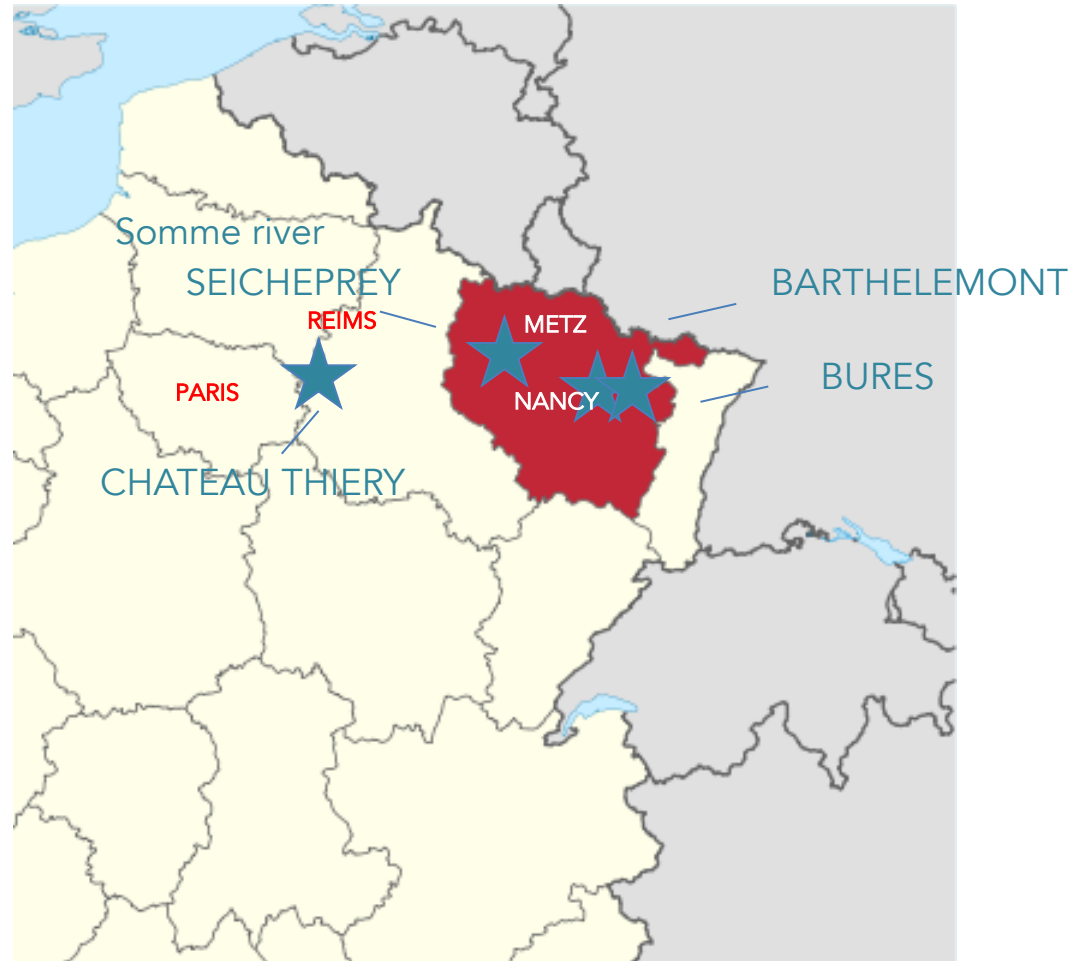 Somme river
SEICHEPREY
BARTHELEMONT
REIMS
METZ
BURES
PARIS
NANCY
CHATEAU THIERY